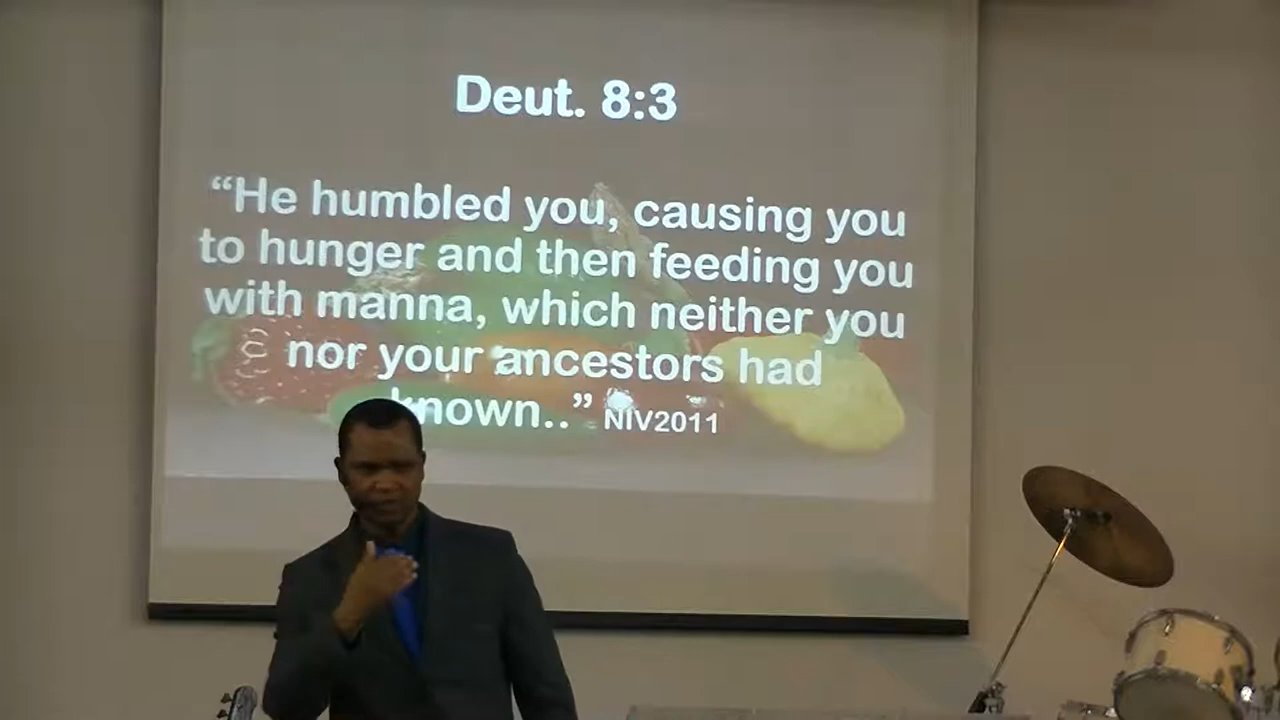 Deut. 8:3
“He humbled you, causing you
to hunger and then feeding you
with manna, which neither you
nor your ancestors had
known..” NIV2011